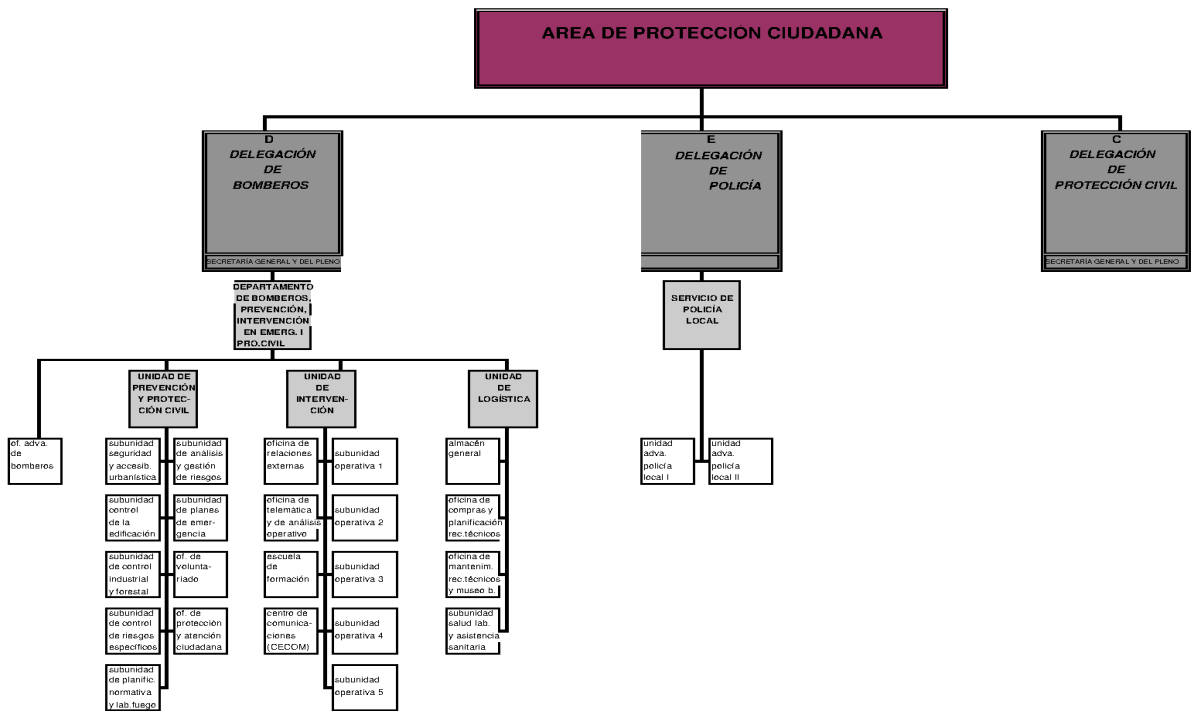 AREA DE PROTECCION CIUDADANA
D
DELEGACIÓN
DE
BOMBEROS
SECRETARÍA GENERAL Y DEL PLENO
E
DELEGACIÓN
DE
POLICÍA
C
DELEGACIÓN
DE
PROTECCIÓN CIVIL
SECRETARÍA GENERAL Y DEL PLENO
DEPARTAMENTO
DE BOMBEROS,
PREVENCIÓN,
INTERVENCIÓN
EN EMERG. I
PRO.CIVIL
SERVICIO DE
POLICÍA
LOCAL
UNIDAD DE
PREVENCIÓN
Y PROTEC-
CIÓN CIVIL
UNIDAD
DE
INTERVEN-
CIÓN
UNIDAD
DE
LOGÍSTICA
of. adva.
de
bomberos
subunidad
seguridad
y accesib.
urbanística
subunidad
de análisis
y gestión
de riesgos
subunidad
control
de la
edificación
subunidad
de planes
de emer-
gencia
subunidad
de control
industrial
y forestal
of. de
volunta-
riado
subunidad
de control
de riesgos
específicos
of. de
protección
y atención
ciudadana
subunidad
de planific.
normativa
y lab.fuego
oficina de
relaciones
externas
subunidad
operativa 1
oficina de
telemática
y de análisis
operativo
subunidad
operativa 2
escuela
de
formación
subunidad
operativa 3
centro de
comunica-
ciones
(CECOM)
subunidad
operativa 4
subunidad
operativa 5
almacén
general
oficina de
compras y
planificación
rec.técnicos
oficina de
mantenim.
rec.técnicos
y museo b.
subunidad
salud lab.
y asistencia
sanitaria
unidad
adva.
policía
local I
unidad
adva.
policía
local II